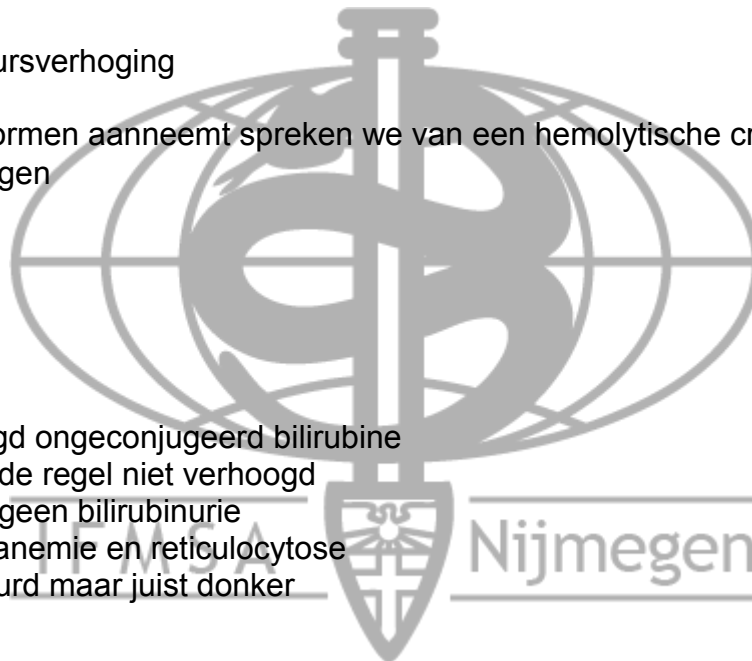 ursverhoging
ormen aanneemt spreken we van een hemolytische cr
gen
gd ongeconjugeerd bilirubine
de regel niet verhoogd
geen bilirubinurie
IFMSA Nijmegen
anemie en reticulocytose
urd maar juist donker